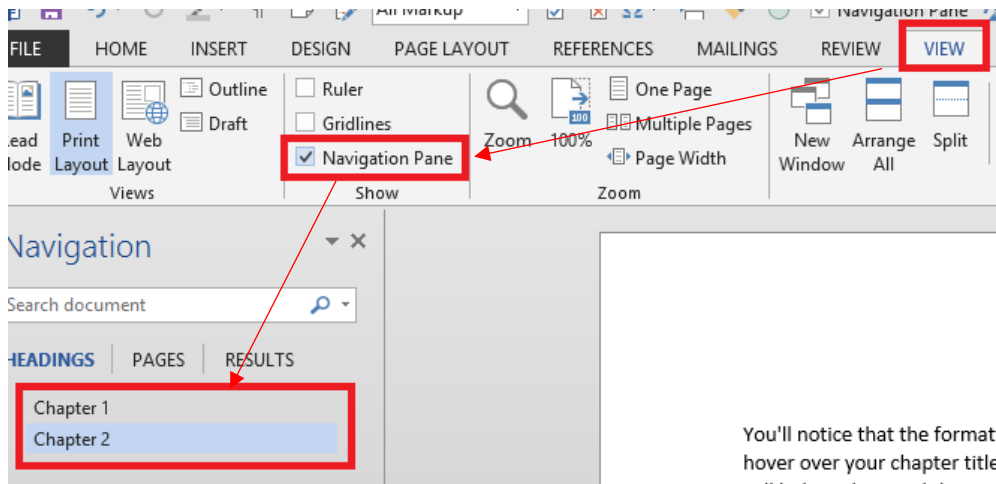 All Markup Navigation Pane
FILE HOME INSERT DESIGN PAGE LAYOUT REFERENCES MAILINGS REVIEW VIEW
Outline
Draft
Print Layout
Web Layout
Views
Ruler
Gridlines
Navigation Pane
Show
Zoom
100
100%
One Page
Multiple Pages
Page Width
Zoom
New Window
Arrange All
Split
Navigation
Search document
HEADINGS PAGES RESULTS
Chapter 1
Chapter 2
You'll notice that the format
hover over your chapter title